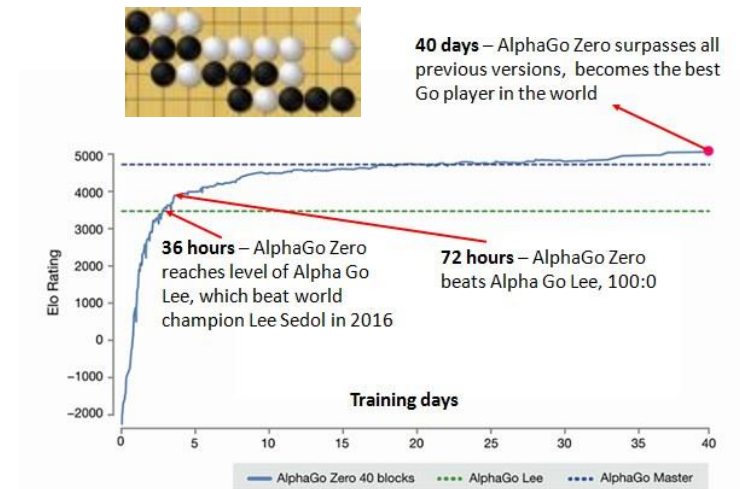 40 days – AlphaGo Zero surpasses all
previous versions, becomes the best
Go player in the world
5000
4000
3000
2000
1000
0
−1000
−2000
Elo Rating
36 hours – AlphaGo Zero
reaches level of Alpha Go
Lee, which beat world
champion Lee Sedol in 2016
72 hours – AlphaGo Zero
beats Alpha Go Lee, 100:0
Training days
0 5 10 15 20 25 30 35 40
AlphaGo Zero 40 blocks AlphaGo Lee AlphaGo Master